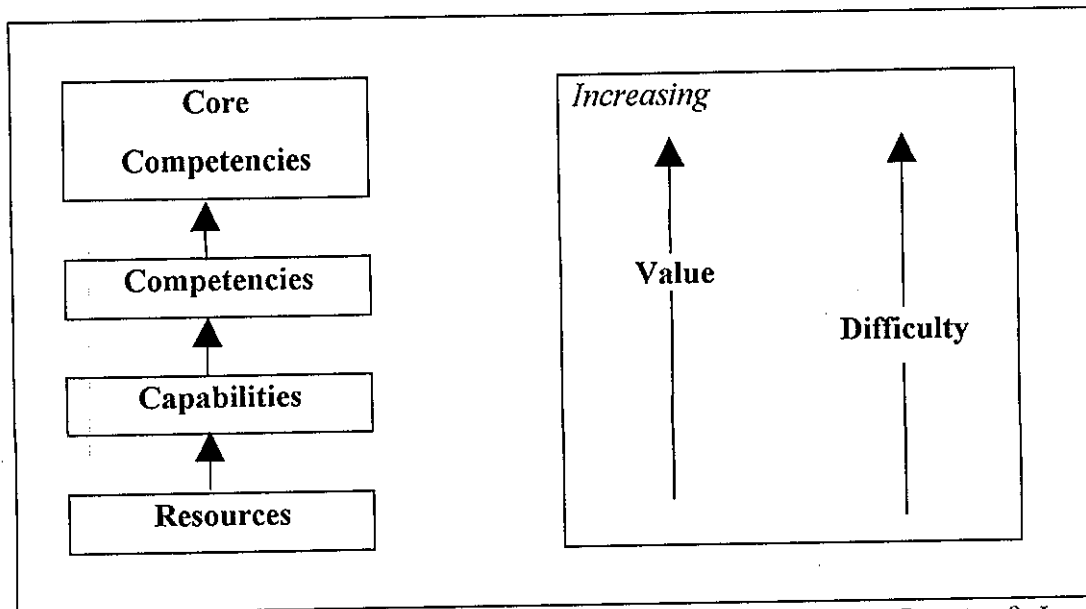 Core
Competencies
Competencies
Capabilities
Resources
Increasing
Value
Difficulty